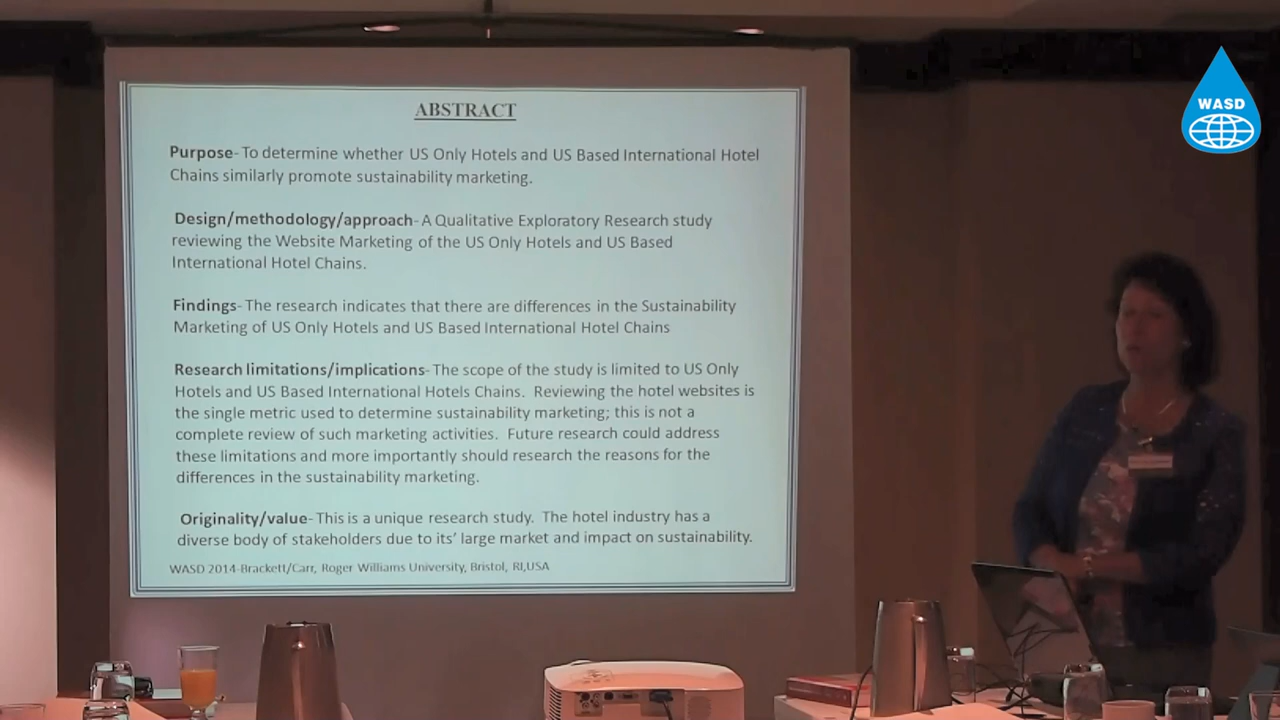 ABSTRACT
Purpose- To determine whether US Only Hotels and US Based International Hotel
Chains similarly promote sustainability marketing.
Design/methodology/approach- A Qualitative Exploratory Research study
reviewing the Website Marketing of the US Only Hotels and US Based
International Hotel Chains.
Findings- The research indicates that there are differences in the Sustainability
Marketing of US Only Hotels and US Based International Hotel Chains
Research limitations/implications- The scope of the study is limited to US Only
Hotels and US Based International Hotels Chains.  Reviewing the hotel websites is
the single metric used to determine sustainability marketing; this is not a
complete review of such marketing activities.  Future research could address
these limitations and more importantly should research the reasons for the
differences in the sustainability marketing.
Originality/value- This is a unique research study.  The hotel industry has a
diverse body of stakeholders due to its' large market and impact on sustainability.
WASD 2014-Brackett/Carr, Roger Williams University, Bristol, RI,USA
WASD